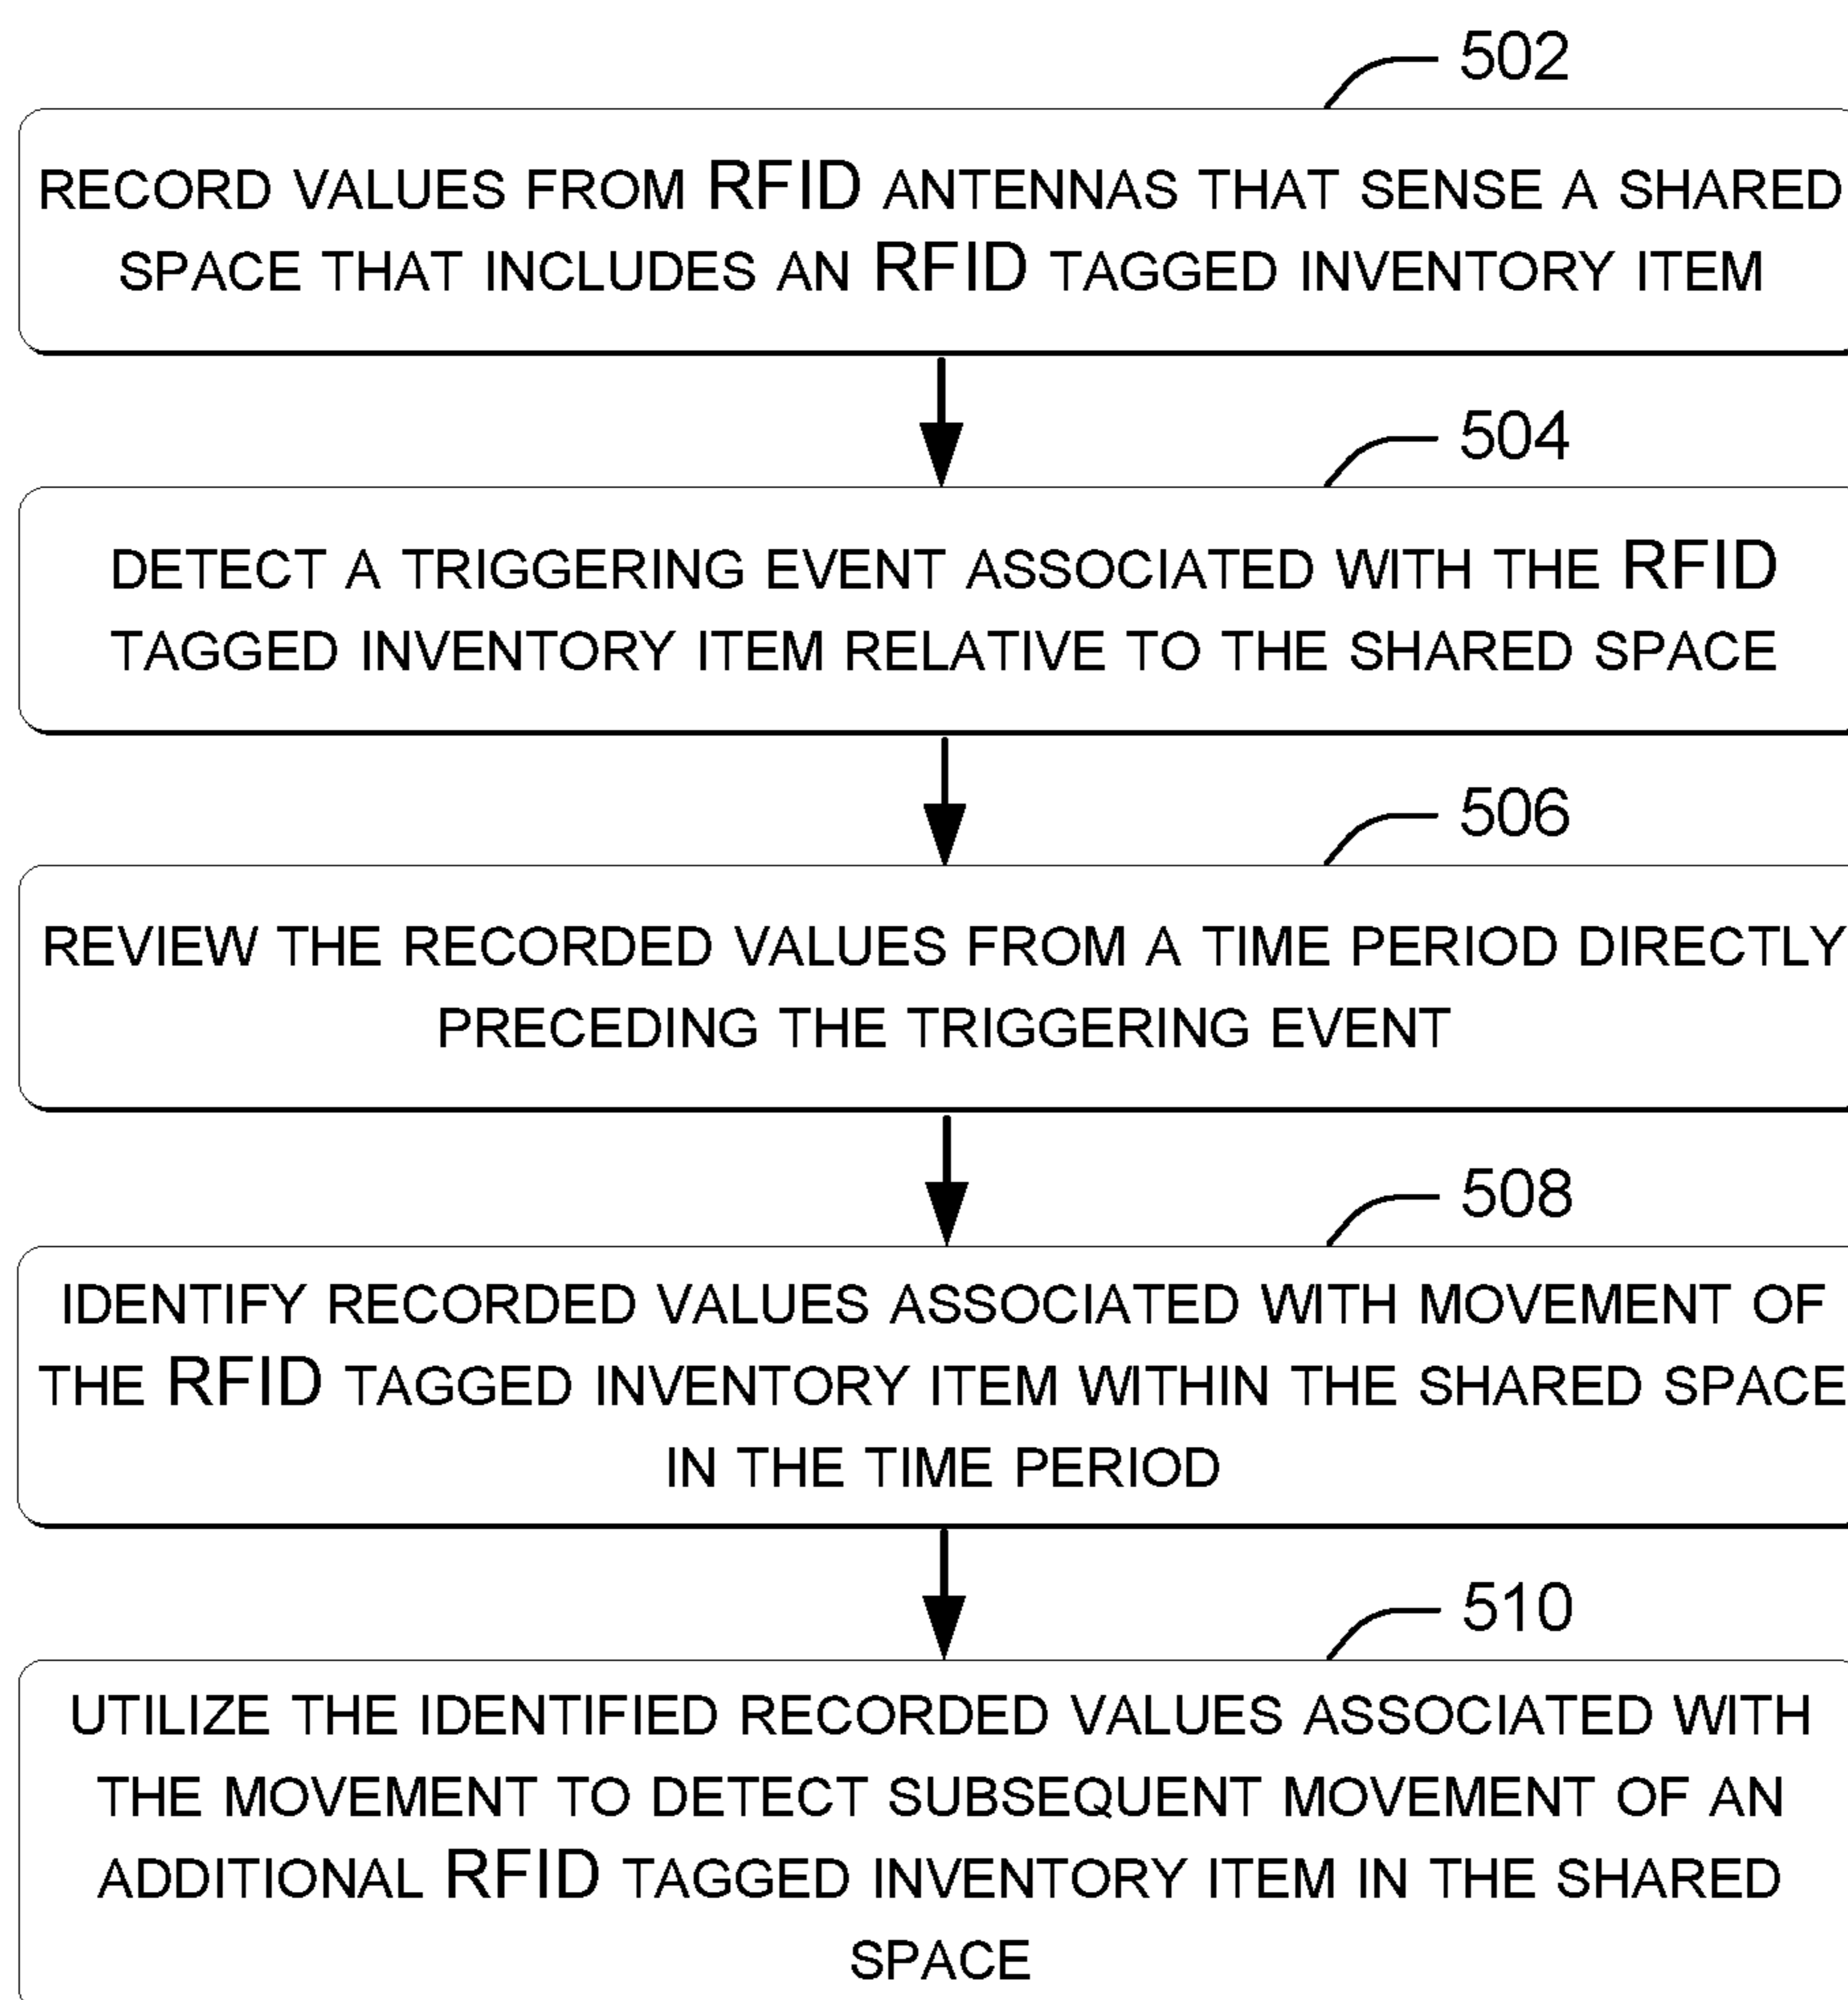 502
RECORD VALUES FROM RFID ANTENNAS THAT SENSE A SHARED
SPACE THAT INCLUDES AN RFID TAGGED INVENTORY ITEM
504
DETECT A TRIGGERING EVENT ASSOCIATED WITH THE RFID
TAGGED INVENTORY ITEM RELATIVE TO THE SHARED SPACE
506
REVIEW THE RECORDED VALUES FROM A TIME PERIOD DIRECTLY
PRECEDING THE TRIGGERING EVENT
508
IDENTIFY RECORDED VALUES ASSOCIATED WITH MOVEMENT OF
THE RFID TAGGED INVENTORY ITEM WITHIN THE SHARED SPACE
IN THE TIME PERIOD
510
UTILIZE THE IDENTIFIED RECORDED VALUES ASSOCIATED WITH
THE MOVEMENT TO DETECT SUBSEQUENT MOVEMENT OF AN
ADDITIONAL RFID TAGGED INVENTORY ITEM IN THE SHARED
SPACE